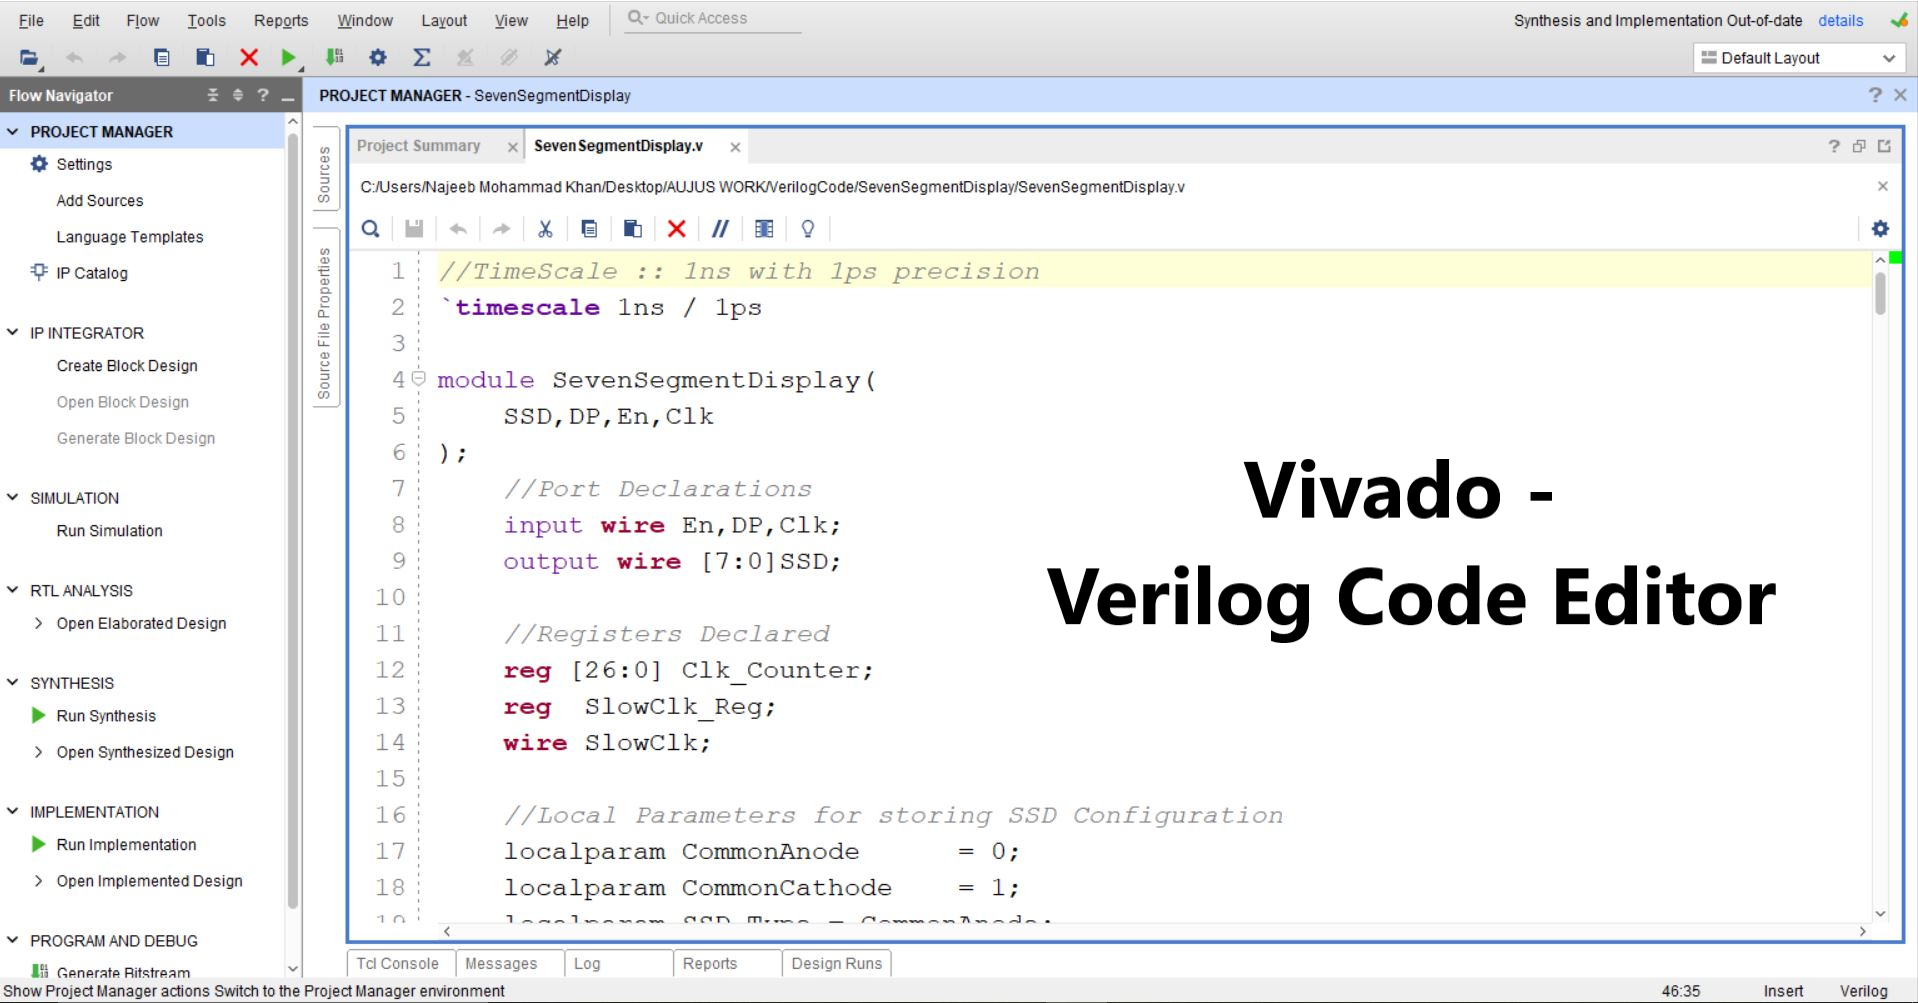 File Edit Flow Tools Reports Window Layout View Help Quick Access Synthesis and Implementation Out-of-date details
Default Layout
Flow Navigator ? _
PROJECT MANAGER - SevenSegmentDisplay ? ×
PROJECT MANAGER
Settings
Add Sources
Language Templates
IP Catalog
IP INTEGRATOR
Create Block Design
Open Block Design
Generate Block Design
SIMULATION
Run Simulation
RTL ANALYSIS
Open Elaborated Design
SYNTHESIS
Run Synthesis
Open Synthesized Design
IMPLEMENTATION
Run Implementation
Open Implemented Design
PROGRAM AND DEBUG
Generate Bitstream
Sources
Source File Properties
Project Summary × SevenSegmentDisplay.v ×
C:/Users/Najeeb Mohammad Khan/Desktop/AUJUS WORK/VerilogCode/SevenSegmentDisplay/SevenSegmentDisplay.v
1 //TimeScale :: 1ns with 1ps precision
2 `timescale 1ns / 1ps
3
4 module SevenSegmentDisplay(
5 SSD,DP,En,Clk
6 );
7 //Port Declarations
8 input wire En,DP,Clk;
9 output wire [7:0]SSD;
10
11 //Registers Declared
12 reg [26:0] Clk_Counter;
13 reg SlowClk_Reg;
14 wire SlowClk;
15
16 //Local Parameters for storing SSD Configuration
17 localparam CommonAnode = 0;
18 localparam CommonCathode = 1;
19 localparam SSD_Type = CommonAnode;
Vivado -
Verilog Code Editor
Tcl Console Messages Log Reports Design Runs
Show Project Manager actions Switch to the Project Manager environment 46:35 Insert Verilog